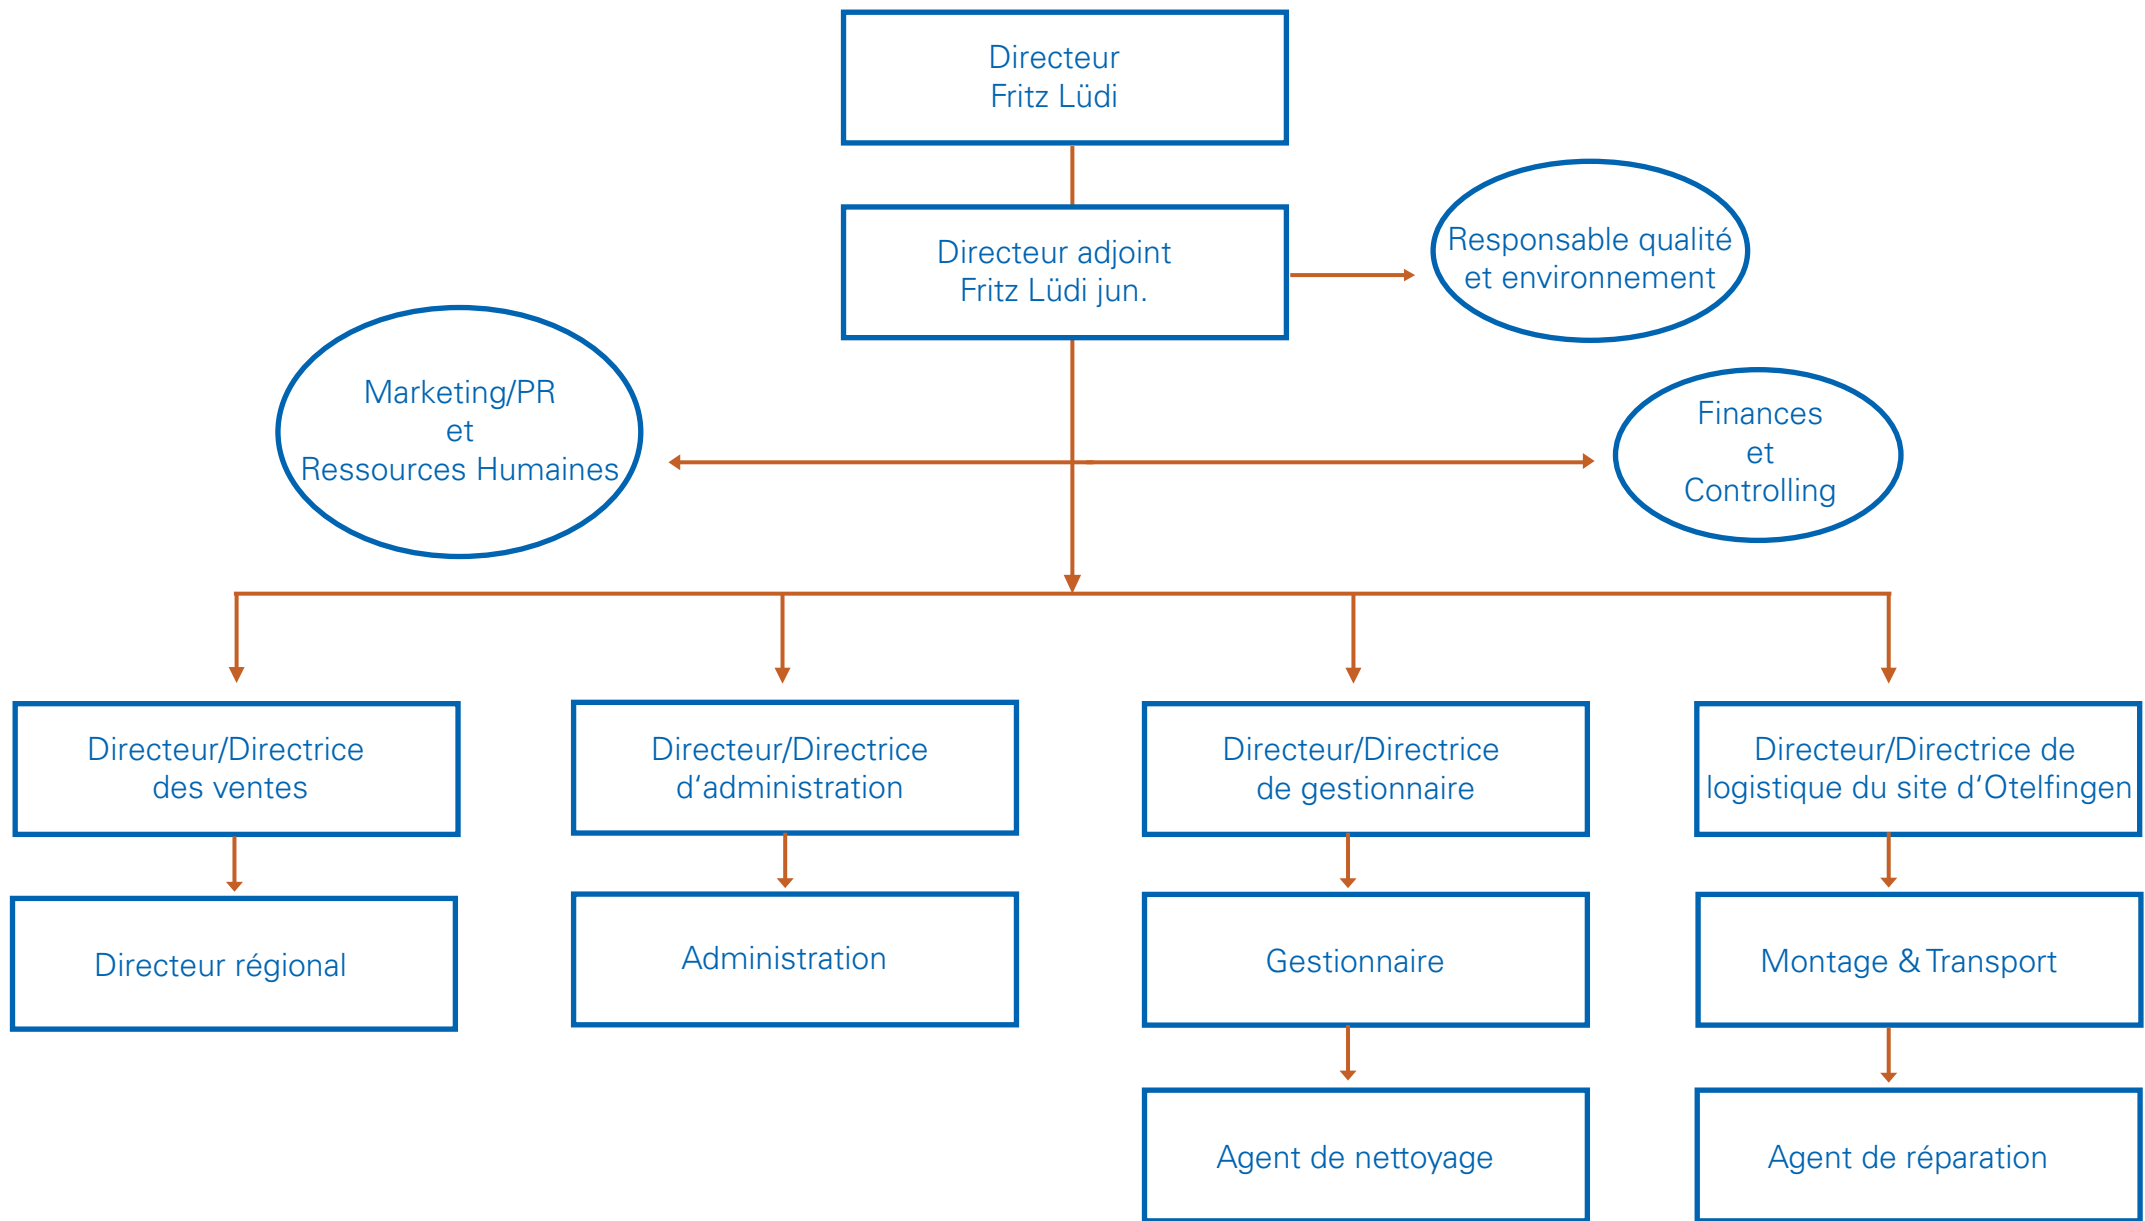 Directeur
Fritz Lüdi
Directeur adjoint
Fritz Lüdi jun.
Responsable qualité
et environnement
Marketing/PR
et
Ressources Humaines
Finances
et
Controlling
Directeur/Directrice
des ventes
Directeur/Directrice
d‘administration
Directeur/Directrice
de gestionnaire
Directeur/Directrice de
logistique du site d‘Otelfingen
Directeur régional
Administration
Gestionnaire
Montage & Transport
Agent de nettoyage
Agent de réparation